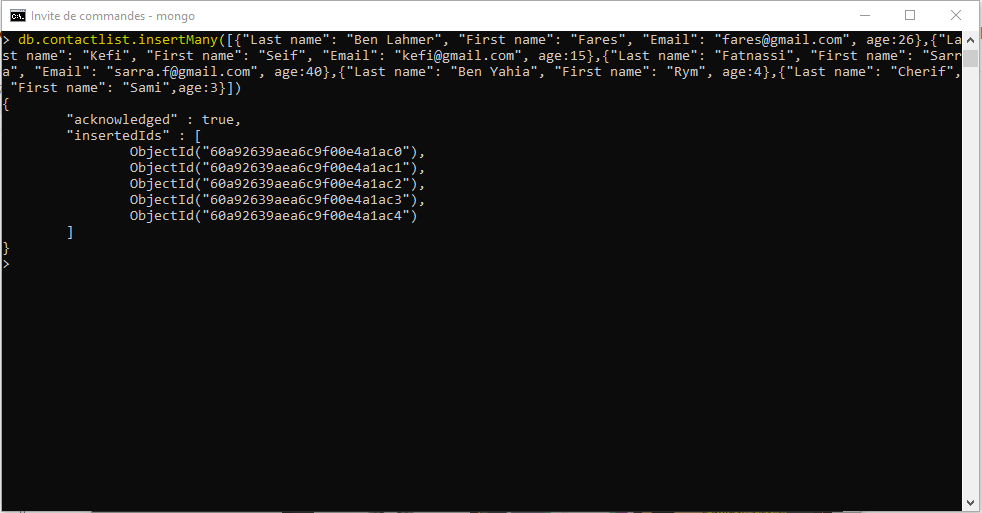 Invite de commandes - mongo
> db.contactlist.insertMany([{"Last name": "Ben Lahmer", "First name": "Fares", "Email": "fares@gmail.com", age:26},{"La
st name": "Kefi", "First name": "Seif", "Email": "kefi@gmail.com", age:15},{"Last name": "Fatnassi", "First name": "Sarr
a", "Email": "sarra.f@gmail.com", age:40},{"Last name": "Ben Yahia", "First name": "Rym", age:4},{"Last name": "Cherif",
 "First name": "Sami",age:3}])
{
        "acknowledged" : true,
        "insertedIds" : [
                ObjectId("60a92639aea6c9f00e4a1ac0"),
                ObjectId("60a92639aea6c9f00e4a1ac1"),
                ObjectId("60a92639aea6c9f00e4a1ac2"),
                ObjectId("60a92639aea6c9f00e4a1ac3"),
                ObjectId("60a92639aea6c9f00e4a1ac4")
        ]
}
>